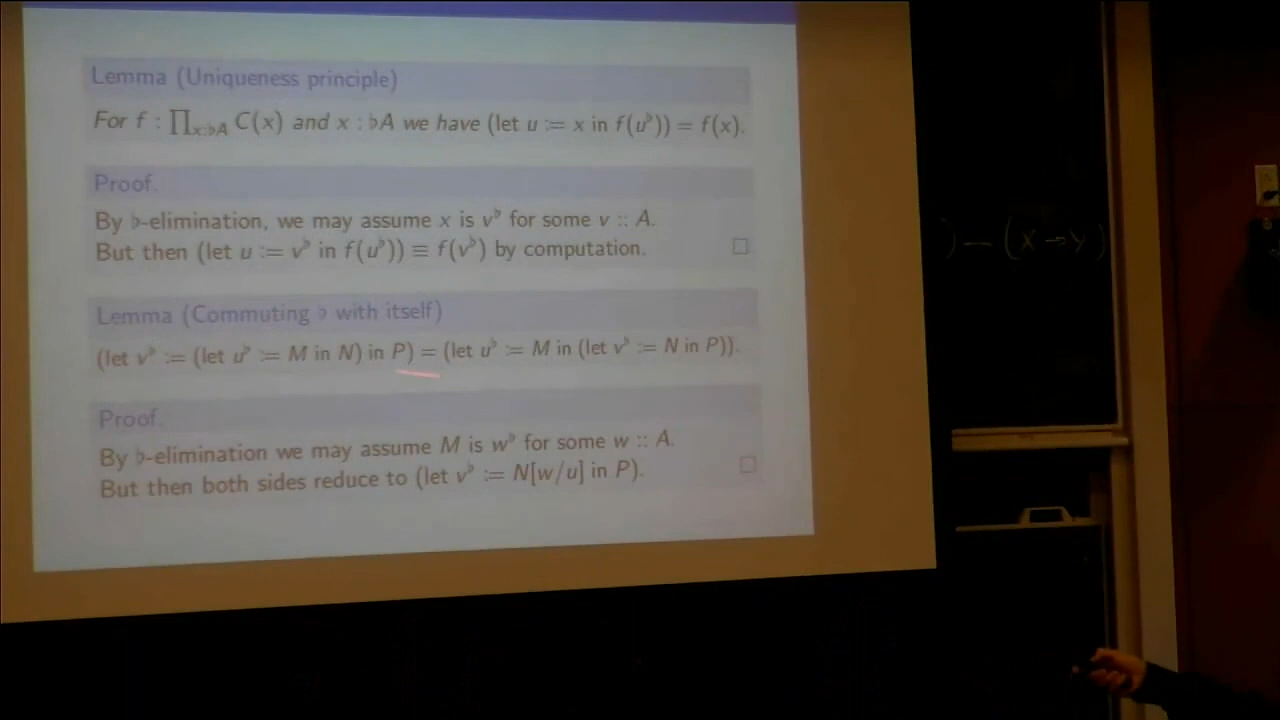 Lemma (Uniqueness principle)
For f : ∏x:♭A C(x) and x : ♭A we have (let u := x in f(u♭)) = f(x).
Proof.
By ♭-elimination, we may assume x is v♭ for some v :: A.
But then (let u := v♭ in f(u♭)) ≡ f(v♭) by computation. □
Lemma (Commuting ♭ with itself)
(let v♭ := (let u♭ := M in N) in P) = (let u♭ := M in (let v♭ := N in P)).
Proof.
By ♭-elimination we may assume M is w♭ for some w :: A.
But then both sides reduce to (let v♭ := N[w/u] in P). □
) − (X → Y)